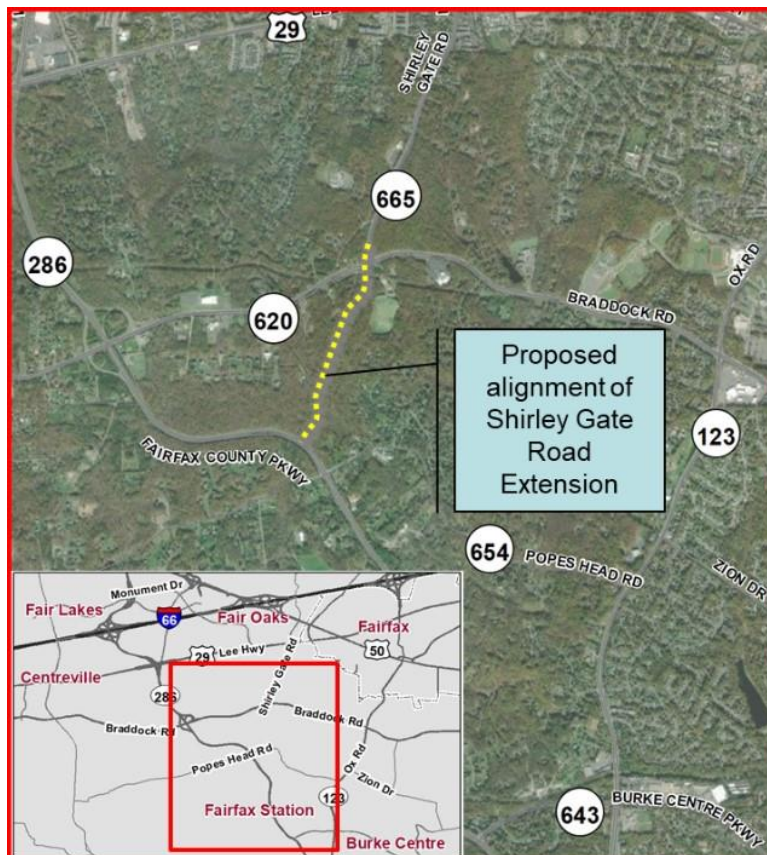 29
SHIRLEY
GATE RD
665
286
OX RD
620
BRADDOCK RD
Proposed
alignment of
Shirley Gate
Road
Extension
123
FAIRFAX COUNTY PKWY
654
POPES HEAD RD
ZION DR
643
BURKE CENTRE PKWY
Monument Dr
Fair Lakes
66
Fair Oaks
Fairfax
29
Lee Hwy
50
Centreville
Shirley Gate Rd
286
Braddock Rd
Braddock Rd
Popes Head Rd
Ox Rd
Zion Dr
123
Fairfax Station
Burke Centre